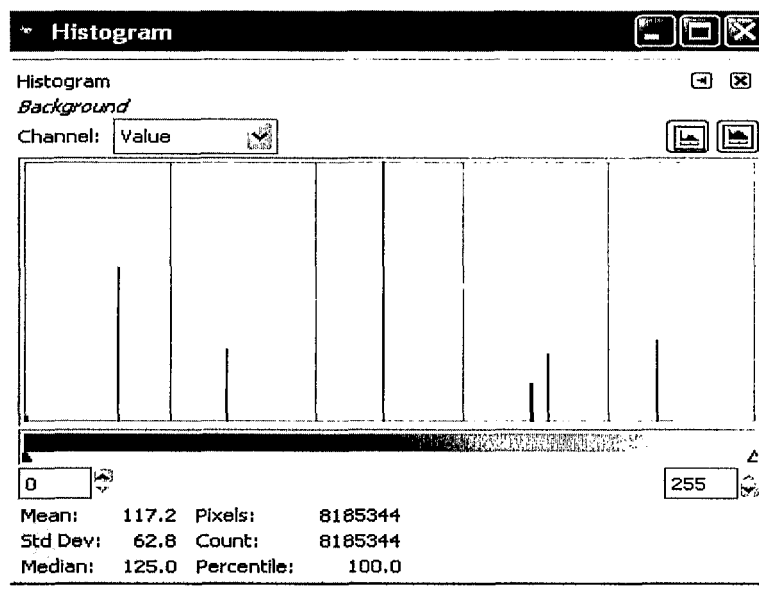 Histogram
Histogram
Background
Channel: Value
0 255
Mean: 117.2 Pixels: 8185344
Std Dev: 62.8 Count: 8185344
Median: 125.0 Percentile: 100.0